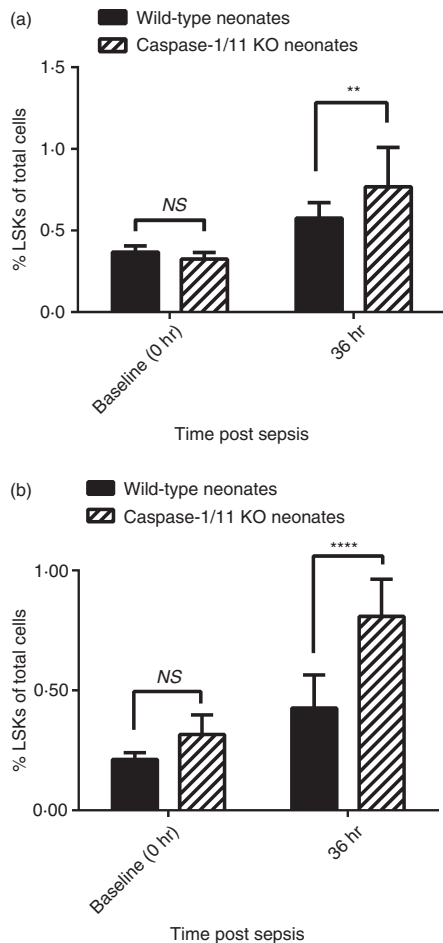 (a)
Wild-type neonates
Caspase-1/11 KO neonates
1·5
1·0
0·5
0·0
% LSKs of total cells
NS
**
Baseline (0 hr)
36 hr
Time post sepsis
(b)
Wild-type neonates
Caspase-1/11 KO neonates
1·00
0·50
0·00
% LSKs of total cells
NS
****
Baseline (0 hr)
36 hr
Time post sepsis